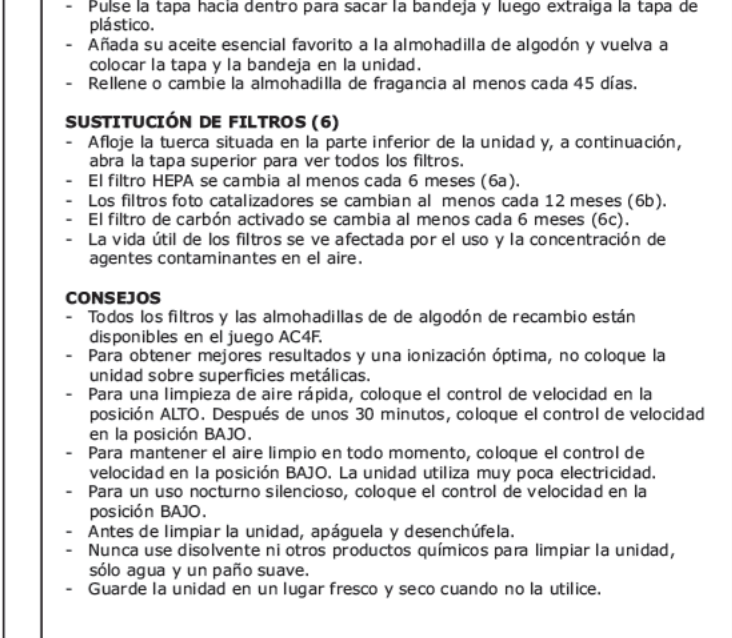 - Pulse la tapa hacia dentro para sacar la bandeja y luego extraiga la tapa de
plástico.
- Añada su aceite esencial favorito a la almohadilla de algodón y vuelva a
colocar la tapa y la bandeja en la unidad.
- Rellene o cambie la almohadilla de fragancia al menos cada 45 días.
SUSTITUCIÓN DE FILTROS (6)
- Afloje la tuerca situada en la parte inferior de la unidad y, a continuación,
abra la tapa superior para ver todos los filtros.
- El filtro HEPA se cambia al menos cada 6 meses (6a).
- Los filtros foto catalizadores se cambian al menos cada 12 meses (6b).
- El filtro de carbón activado se cambia al menos cada 6 meses (6c).
- La vida útil de los filtros se ve afectada por el uso y la concentración de
agentes contaminantes en el aire.
CONSEJOS
- Todos los filtros y las almohadillas de de algodón de recambio están
disponibles en el juego AC4F.
- Para obtener mejores resultados y una ionización óptima, no coloque la
unidad sobre superficies metálicas.
- Para una limpieza de aire rápida, coloque el control de velocidad en la
posición ALTO. Después de unos 30 minutos, coloque el control de velocidad
en la posición BAJO.
- Para mantener el aire limpio en todo momento, coloque el control de
velocidad en la posición BAJO. La unidad utiliza muy poca electricidad.
- Para un uso nocturno silencioso, coloque el control de velocidad en la
posición BAJO.
- Antes de limpiar la unidad, apáguela y desenchúfela.
- Nunca use disolvente ni otros productos químicos para limpiar la unidad,
sólo agua y un paño suave.
- Guarde la unidad en un lugar fresco y seco cuando no la utilice.